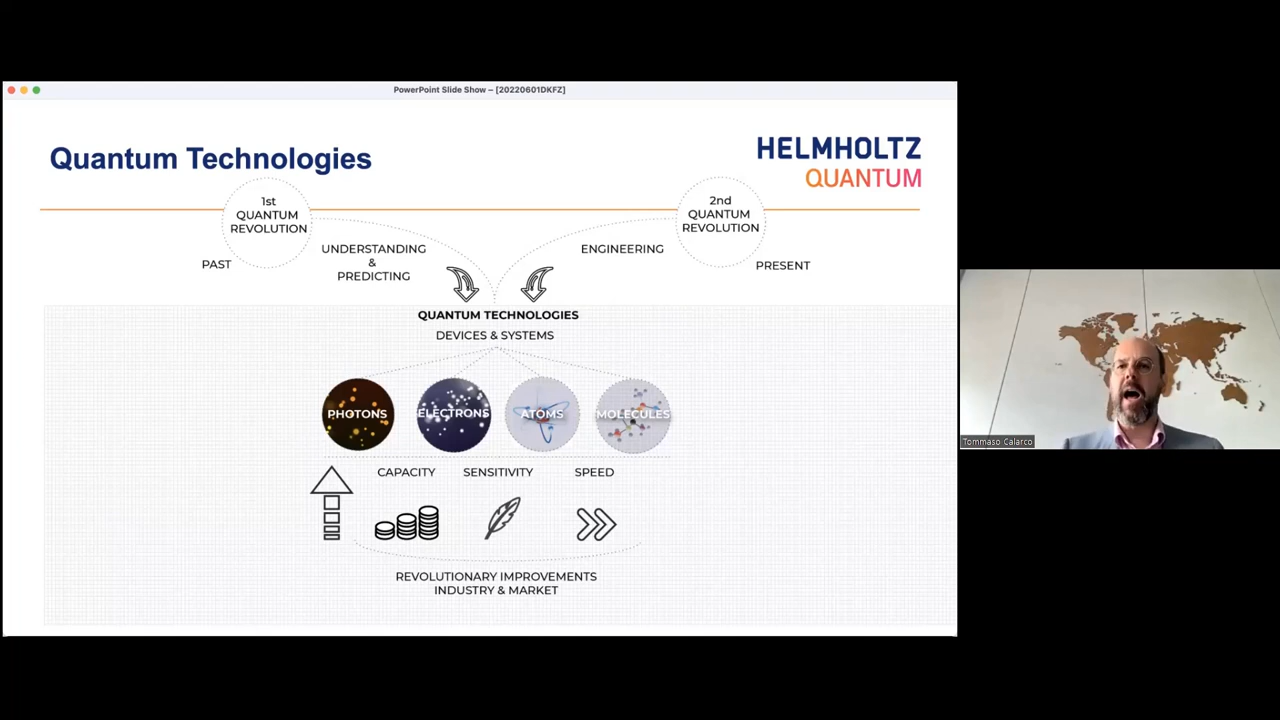 PowerPoint Slide Show – [20220601DKFZ]
Quantum Technologies
HELMHOLTZ
QUANTUM
1st
QUANTUM
REVOLUTION
2nd
QUANTUM
REVOLUTION
PAST
UNDERSTANDING
&
PREDICTING
ENGINEERING
PRESENT
QUANTUM TECHNOLOGIES
DEVICES & SYSTEMS
PHOTONS
ELECTRONS
ATOMS
MOLECULES
CAPACITY
SENSITIVITY
SPEED
REVOLUTIONARY IMPROVEMENTS
INDUSTRY & MARKET
Tommaso Calarco